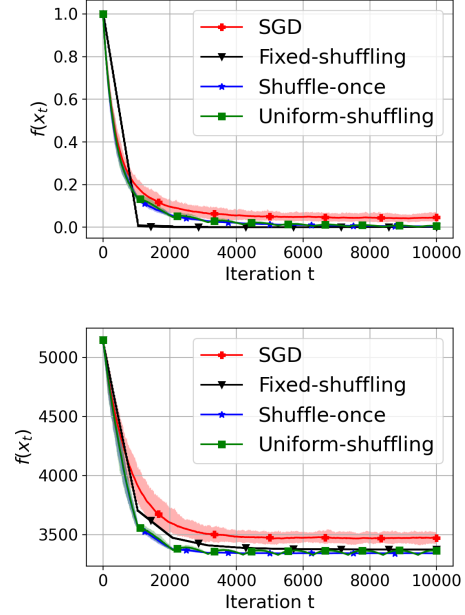 1.0
0.8
0.6
0.4
0.2
0.0
f(x_t)
SGD
Fixed-shuffling
Shuffle-once
Uniform-shuffling
0 2000 4000 6000 8000 10000
Iteration t
5000
4500
4000
3500
f(x_t)
SGD
Fixed-shuffling
Shuffle-once
Uniform-shuffling
0 2000 4000 6000 8000 10000
Iteration t